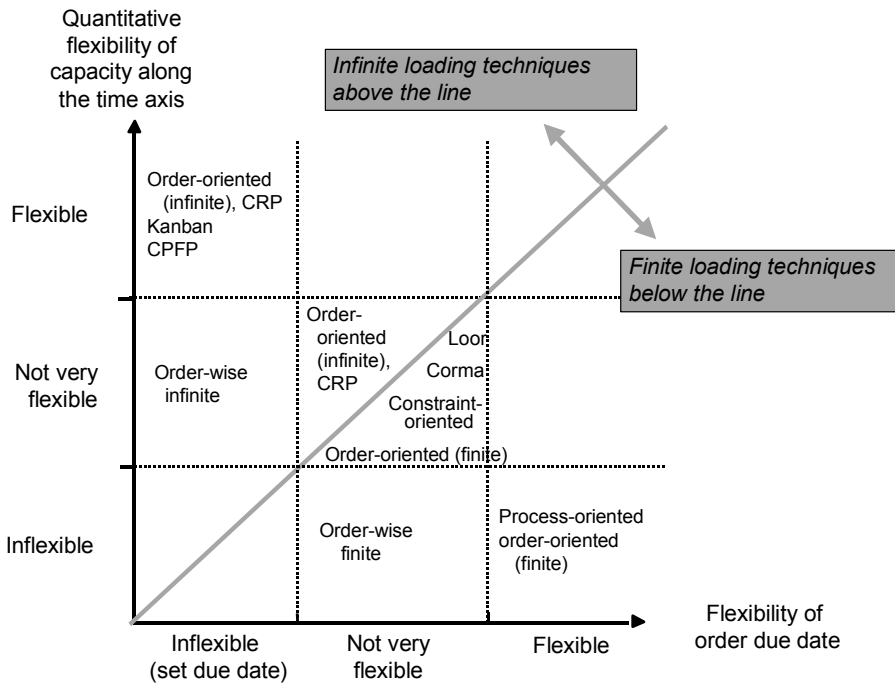 Quantitative
flexibility of
capacity along
the time axis
Infinite loading techniques
above the line
Order-oriented
(infinite), CRP
Kanban
CPFP
Flexible
Finite loading techniques
below the line
Order-
oriented
(infinite),
CRP
Loor
Corma
Constraint-
oriented
Order-oriented (finite)
Not very
flexible
Order-wise
infinite
Inflexible
Order-wise
finite
Process-oriented
order-oriented
(finite)
Inflexible
(set due date)
Not very
flexible
Flexible
Flexibility of
order due date